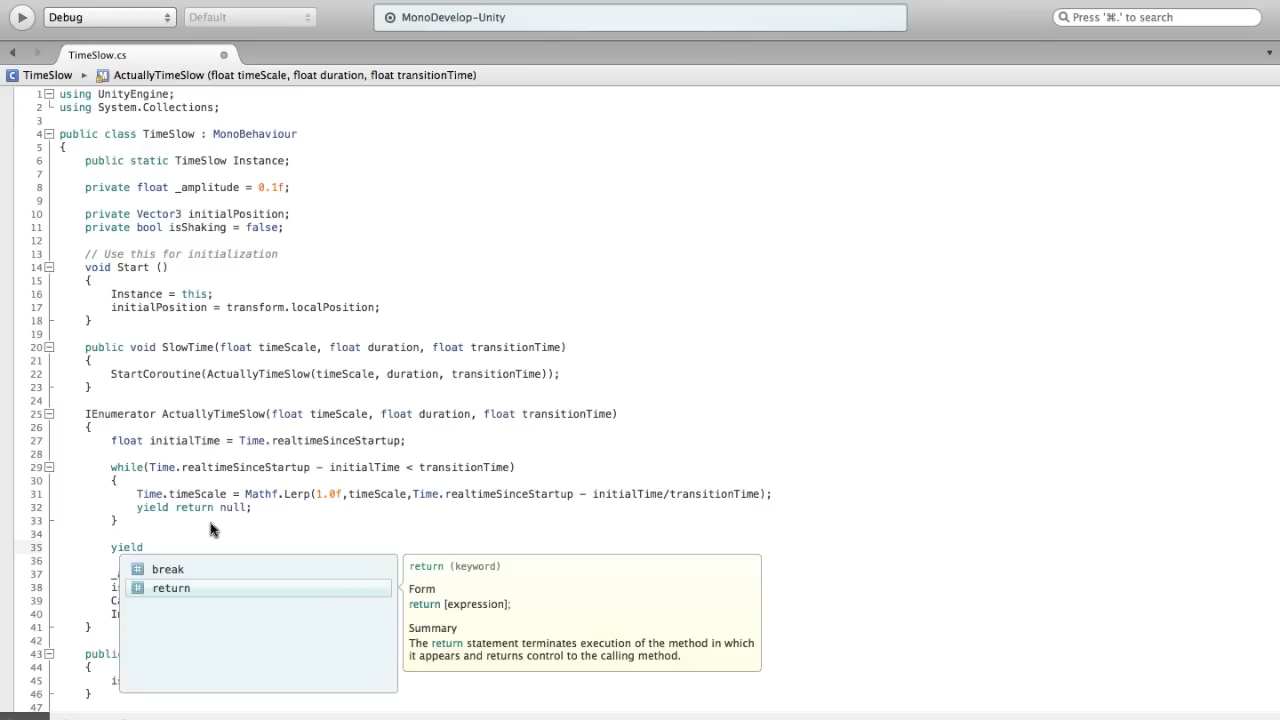 Debug
Default
MonoDevelop-Unity
Press '⌘.' to search
TimeSlow.cs
TimeSlow ▸ ActuallyTimeSlow (float timeScale, float duration, float transitionTime)
1 using UnityEngine;
2 using System.Collections;
3
4 public class TimeSlow : MonoBehaviour
5 {
6 public static TimeSlow Instance;
7
8 private float _amplitude = 0.1f;
9
10 private Vector3 initialPosition;
11 private bool isShaking = false;
12
13 // Use this for initialization
14 void Start ()
15 {
16 Instance = this;
17 initialPosition = transform.localPosition;
18 }
19
20 public void SlowTime(float timeScale, float duration, float transitionTime)
21 {
22 StartCoroutine(ActuallyTimeSlow(timeScale, duration, transitionTime));
23 }
24
25 IEnumerator ActuallyTimeSlow(float timeScale, float duration, float transitionTime)
26 {
27 float initialTime = Time.realtimeSinceStartup;
28
29 while(Time.realtimeSinceStartup - initialTime < transitionTime)
30 {
31 Time.timeScale = Mathf.Lerp(1.0f,timeScale,Time.realtimeSinceStartup - initialTime/transitionTime);
32 yield return null;
33 }
34
35 yield
36
37
38
39
40
41 }
42
43 publi
44 {
45
46 }
47
break
return
return (keyword)
Form
return [expression];
Summary
The return statement terminates execution of the method in which
it appears and returns control to the calling method.